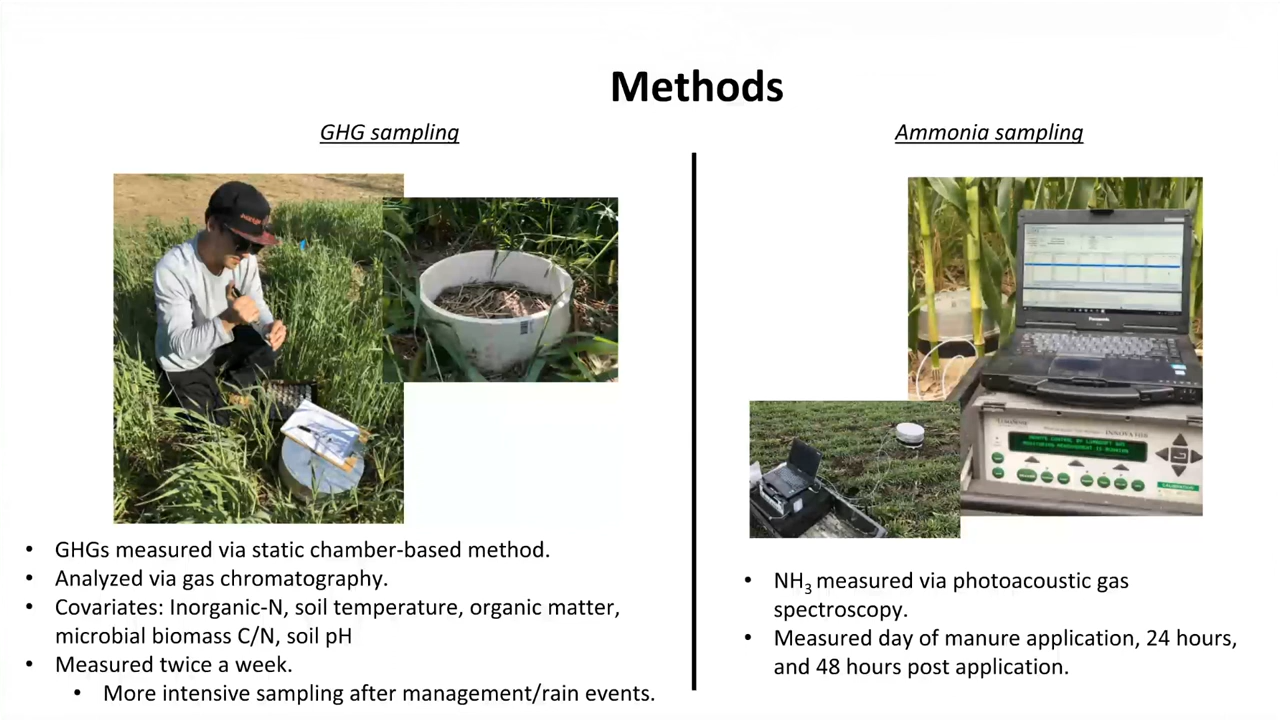 Methods
GHG sampling
Ammonia sampling
Panasonic
INNOVA
• GHGs measured via static chamber-based method.
• Analyzed via gas chromatography.
• Covariates: Inorganic-N, soil temperature, organic matter,
microbial biomass C/N, soil pH
• Measured twice a week.
• More intensive sampling after management/rain events.
• NH₃ measured via photoacoustic gas
spectroscopy.
• Measured day of manure application, 24 hours,
and 48 hours post application.